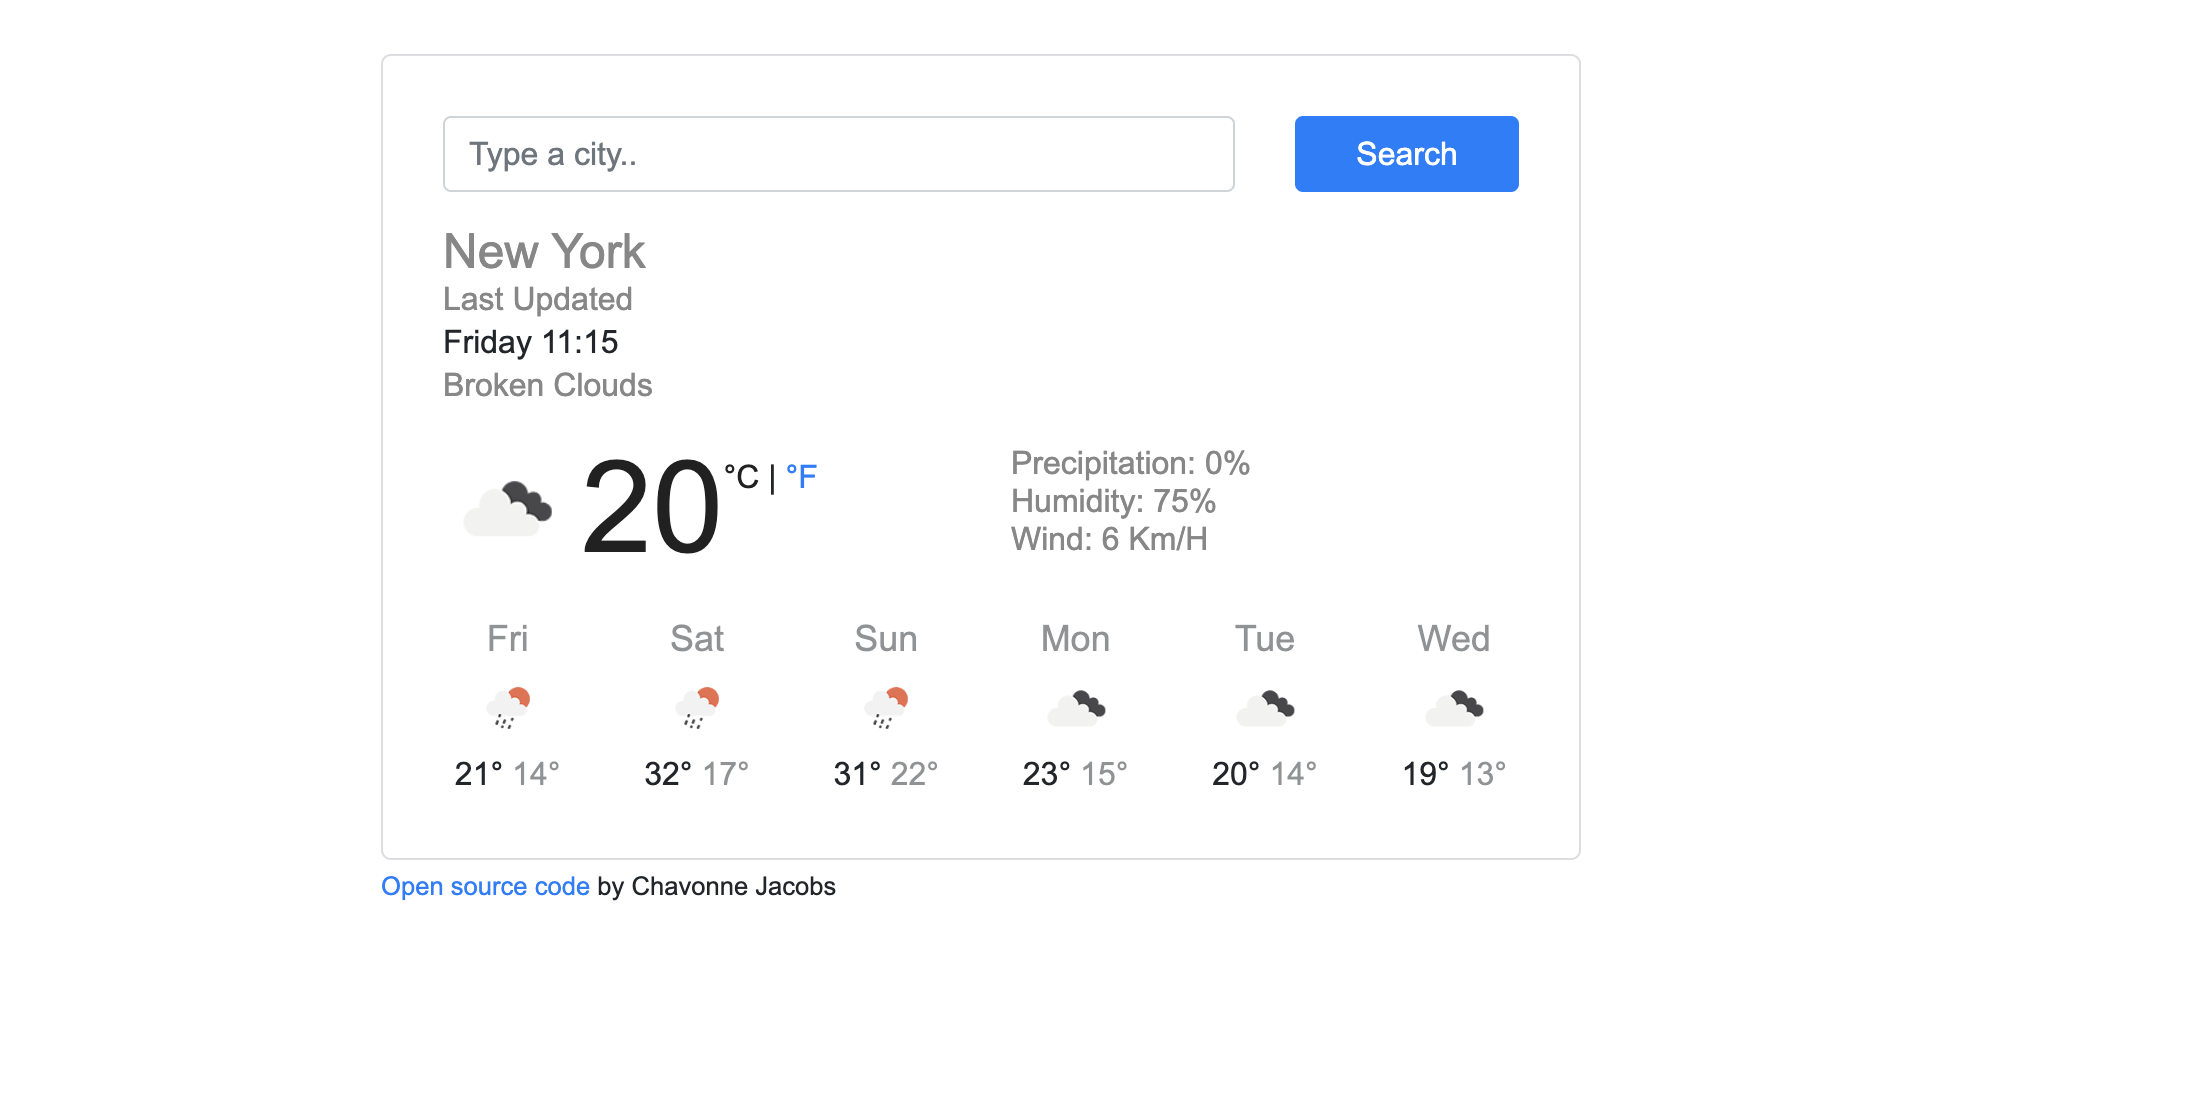 Type a city..
Search
New York
Last Updated
Friday 11:15
Broken Clouds
20 °C | °F
Precipitation: 0%
Humidity: 75%
Wind: 6 Km/H
Fri Sat Sun Mon Tue Wed
21° 14° 32° 17° 31° 22° 23° 15° 20° 14° 19° 13°
Open source code by Chavonne Jacobs